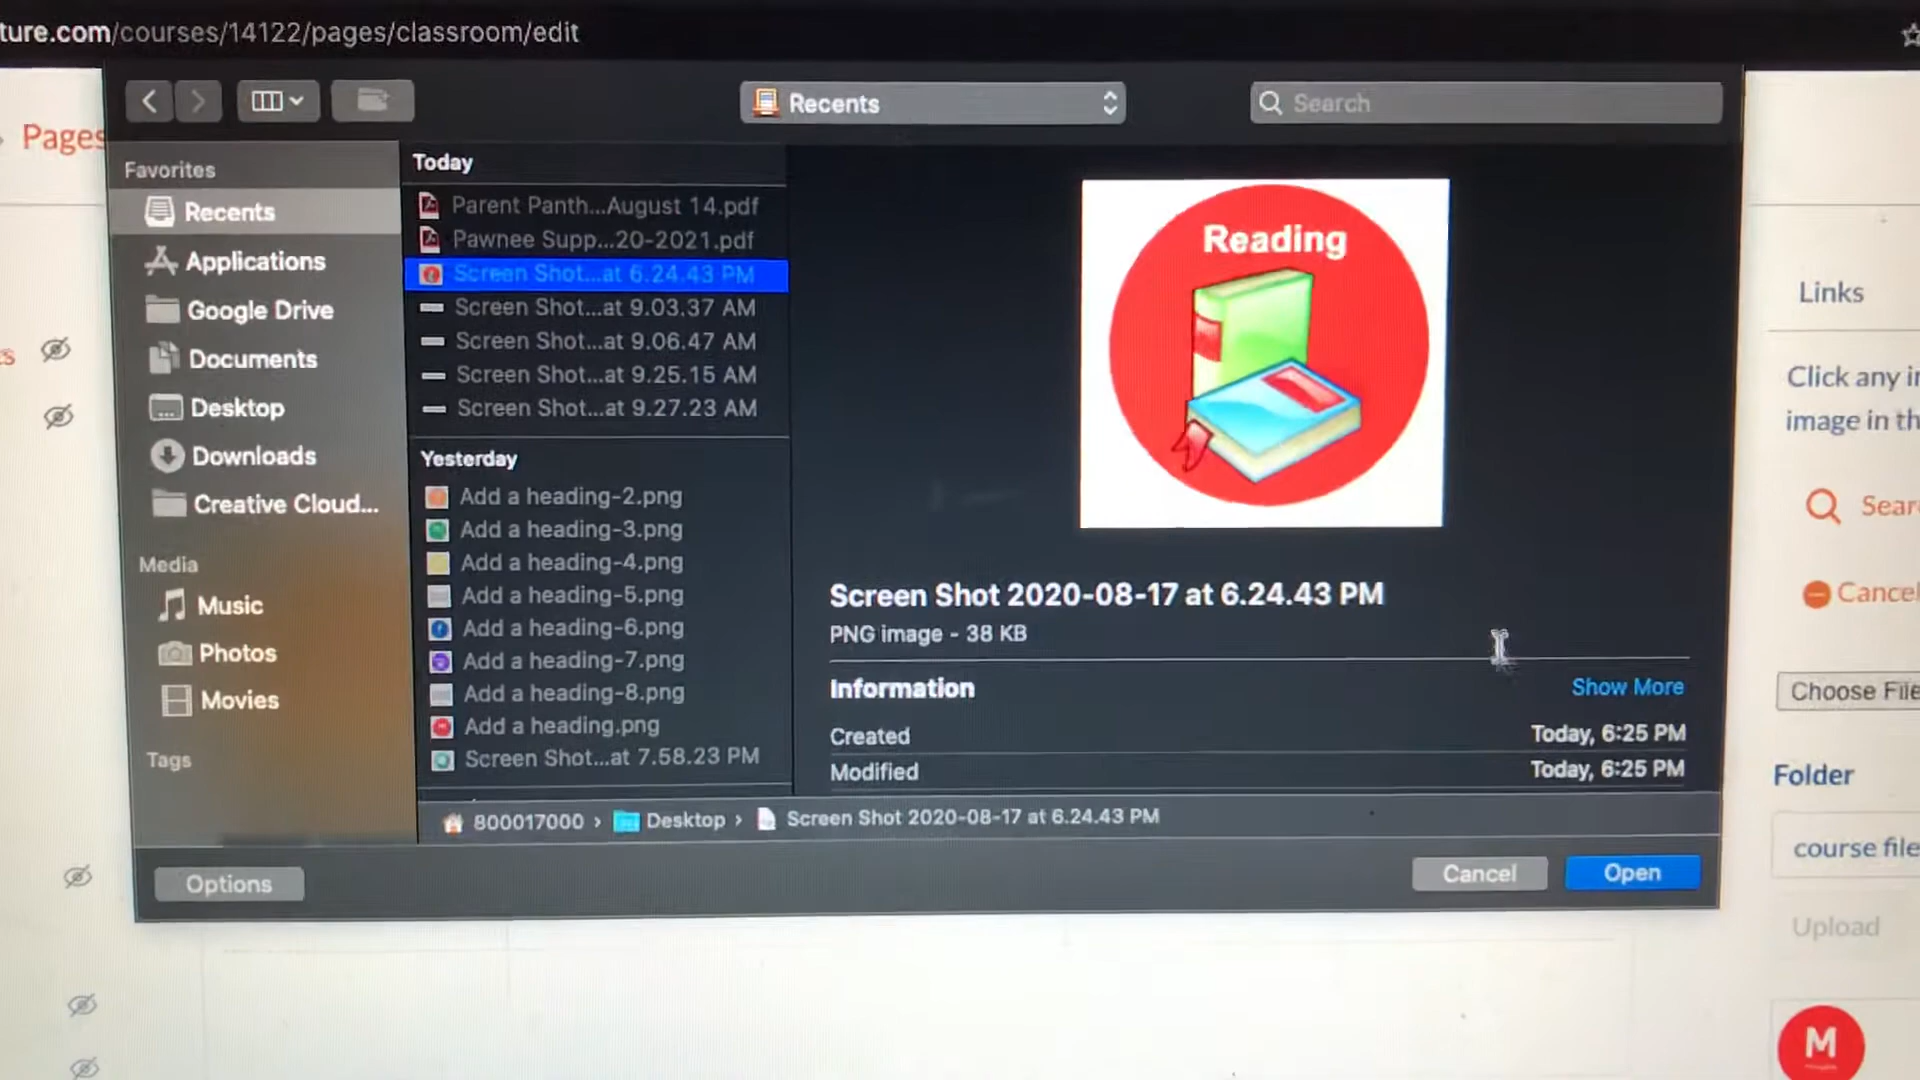 ture.com/courses/14122/pages/classroom/edit
Pages
Recents
Search
Favorites
Recents
Applications
Google Drive
Documents
Desktop
Downloads
Creative Cloud...
Media
Music
Photos
Movies
Tags
Today
Parent Panth...August 14.pdf
Pawnee Supp...20-2021.pdf
Screen Shot...at 6.24.43 PM
Screen Shot...at 9.03.37 AM
Screen Shot...at 9.06.47 AM
Screen Shot...at 9.25.15 AM
Screen Shot...at 9.27.23 AM
Yesterday
Add a heading-2.png
Add a heading-3.png
Add a heading-4.png
Add a heading-5.png
Add a heading-6.png
Add a heading-7.png
Add a heading-8.png
Add a heading.png
Screen Shot...at 7.58.23 PM
Reading
Screen Shot 2020-08-17 at 6.24.43 PM
PNG image - 38 KB
Information
Show More
Created
Today, 6:25 PM
Modified
Today, 6:25 PM
800017000 › Desktop › Screen Shot 2020-08-17 at 6.24.43 PM
Options
Cancel
Open
Links
Click any i
image in th
Sear
Cancel
Choose File
Folder
course file
Upload
M